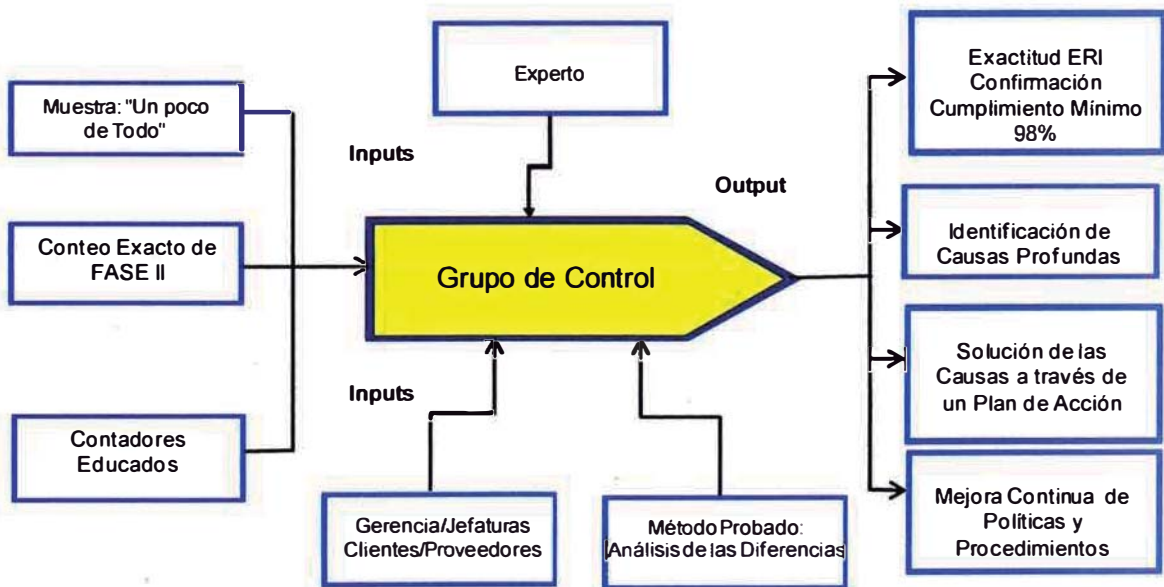 Experto
Muestra: "Un poco
de Todo"
Inputs
Conteo Exacto de
FASE II
Contadores
Educados
Grupo de Control
Inputs
Gerencia/Jefaturas
Clientes/Proveedores
Método Probado:
Análisis de las Diferencias
Output
Exactitud ERI
Confirmación
Cumplimiento Mínimo
98%
Identificación de
Causas Profundas
Solución de las
Causas a través de
un Plan de Acción
Mejora Continua de
Políticas y
Procedimientos